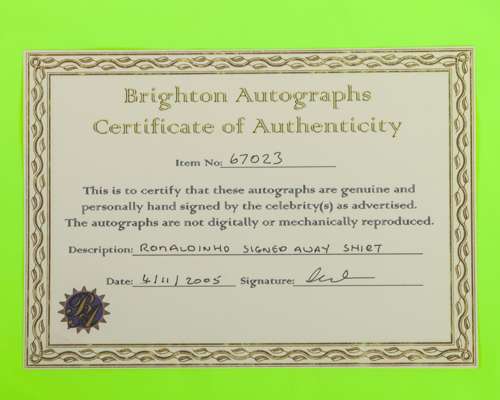 Brighton Autographs
Certificate of Authenticity
Item No: 67023
This is to certify that these autographs are genuine and
personally hand signed by the celebrity(s) as advertised.
The autographs are not digitally or mechanically reproduced.
Description: RONALDINHO SIGNED AWAY SHIRT
Date: 4/11/2005 Signature:
BA